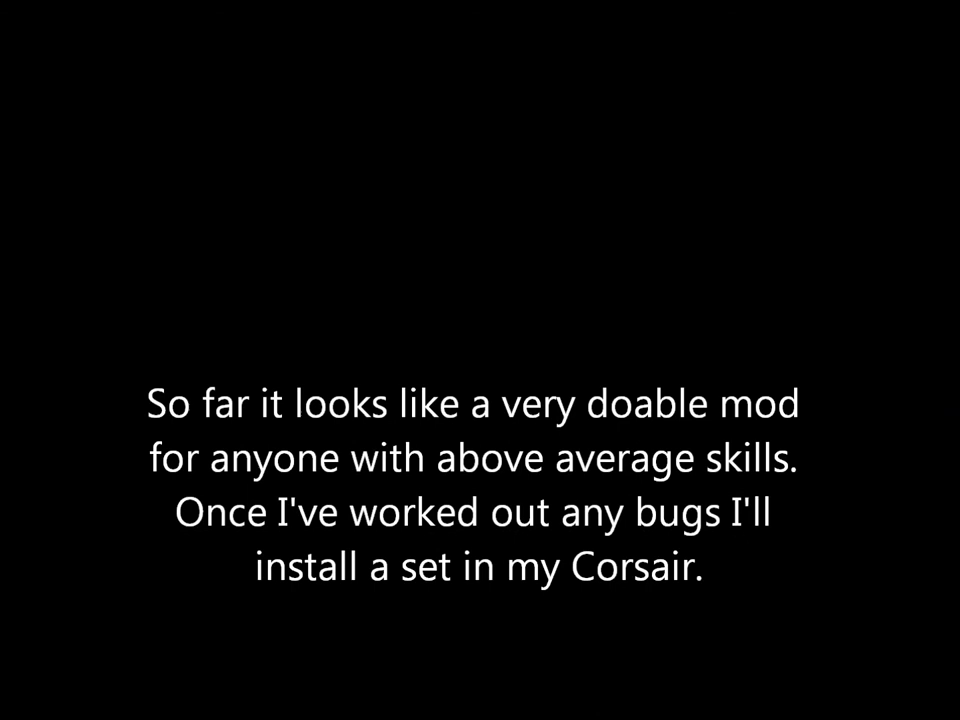 So far it looks like a very doable mod
for anyone with above average skills.
Once I've worked out any bugs I'll
install a set in my Corsair.